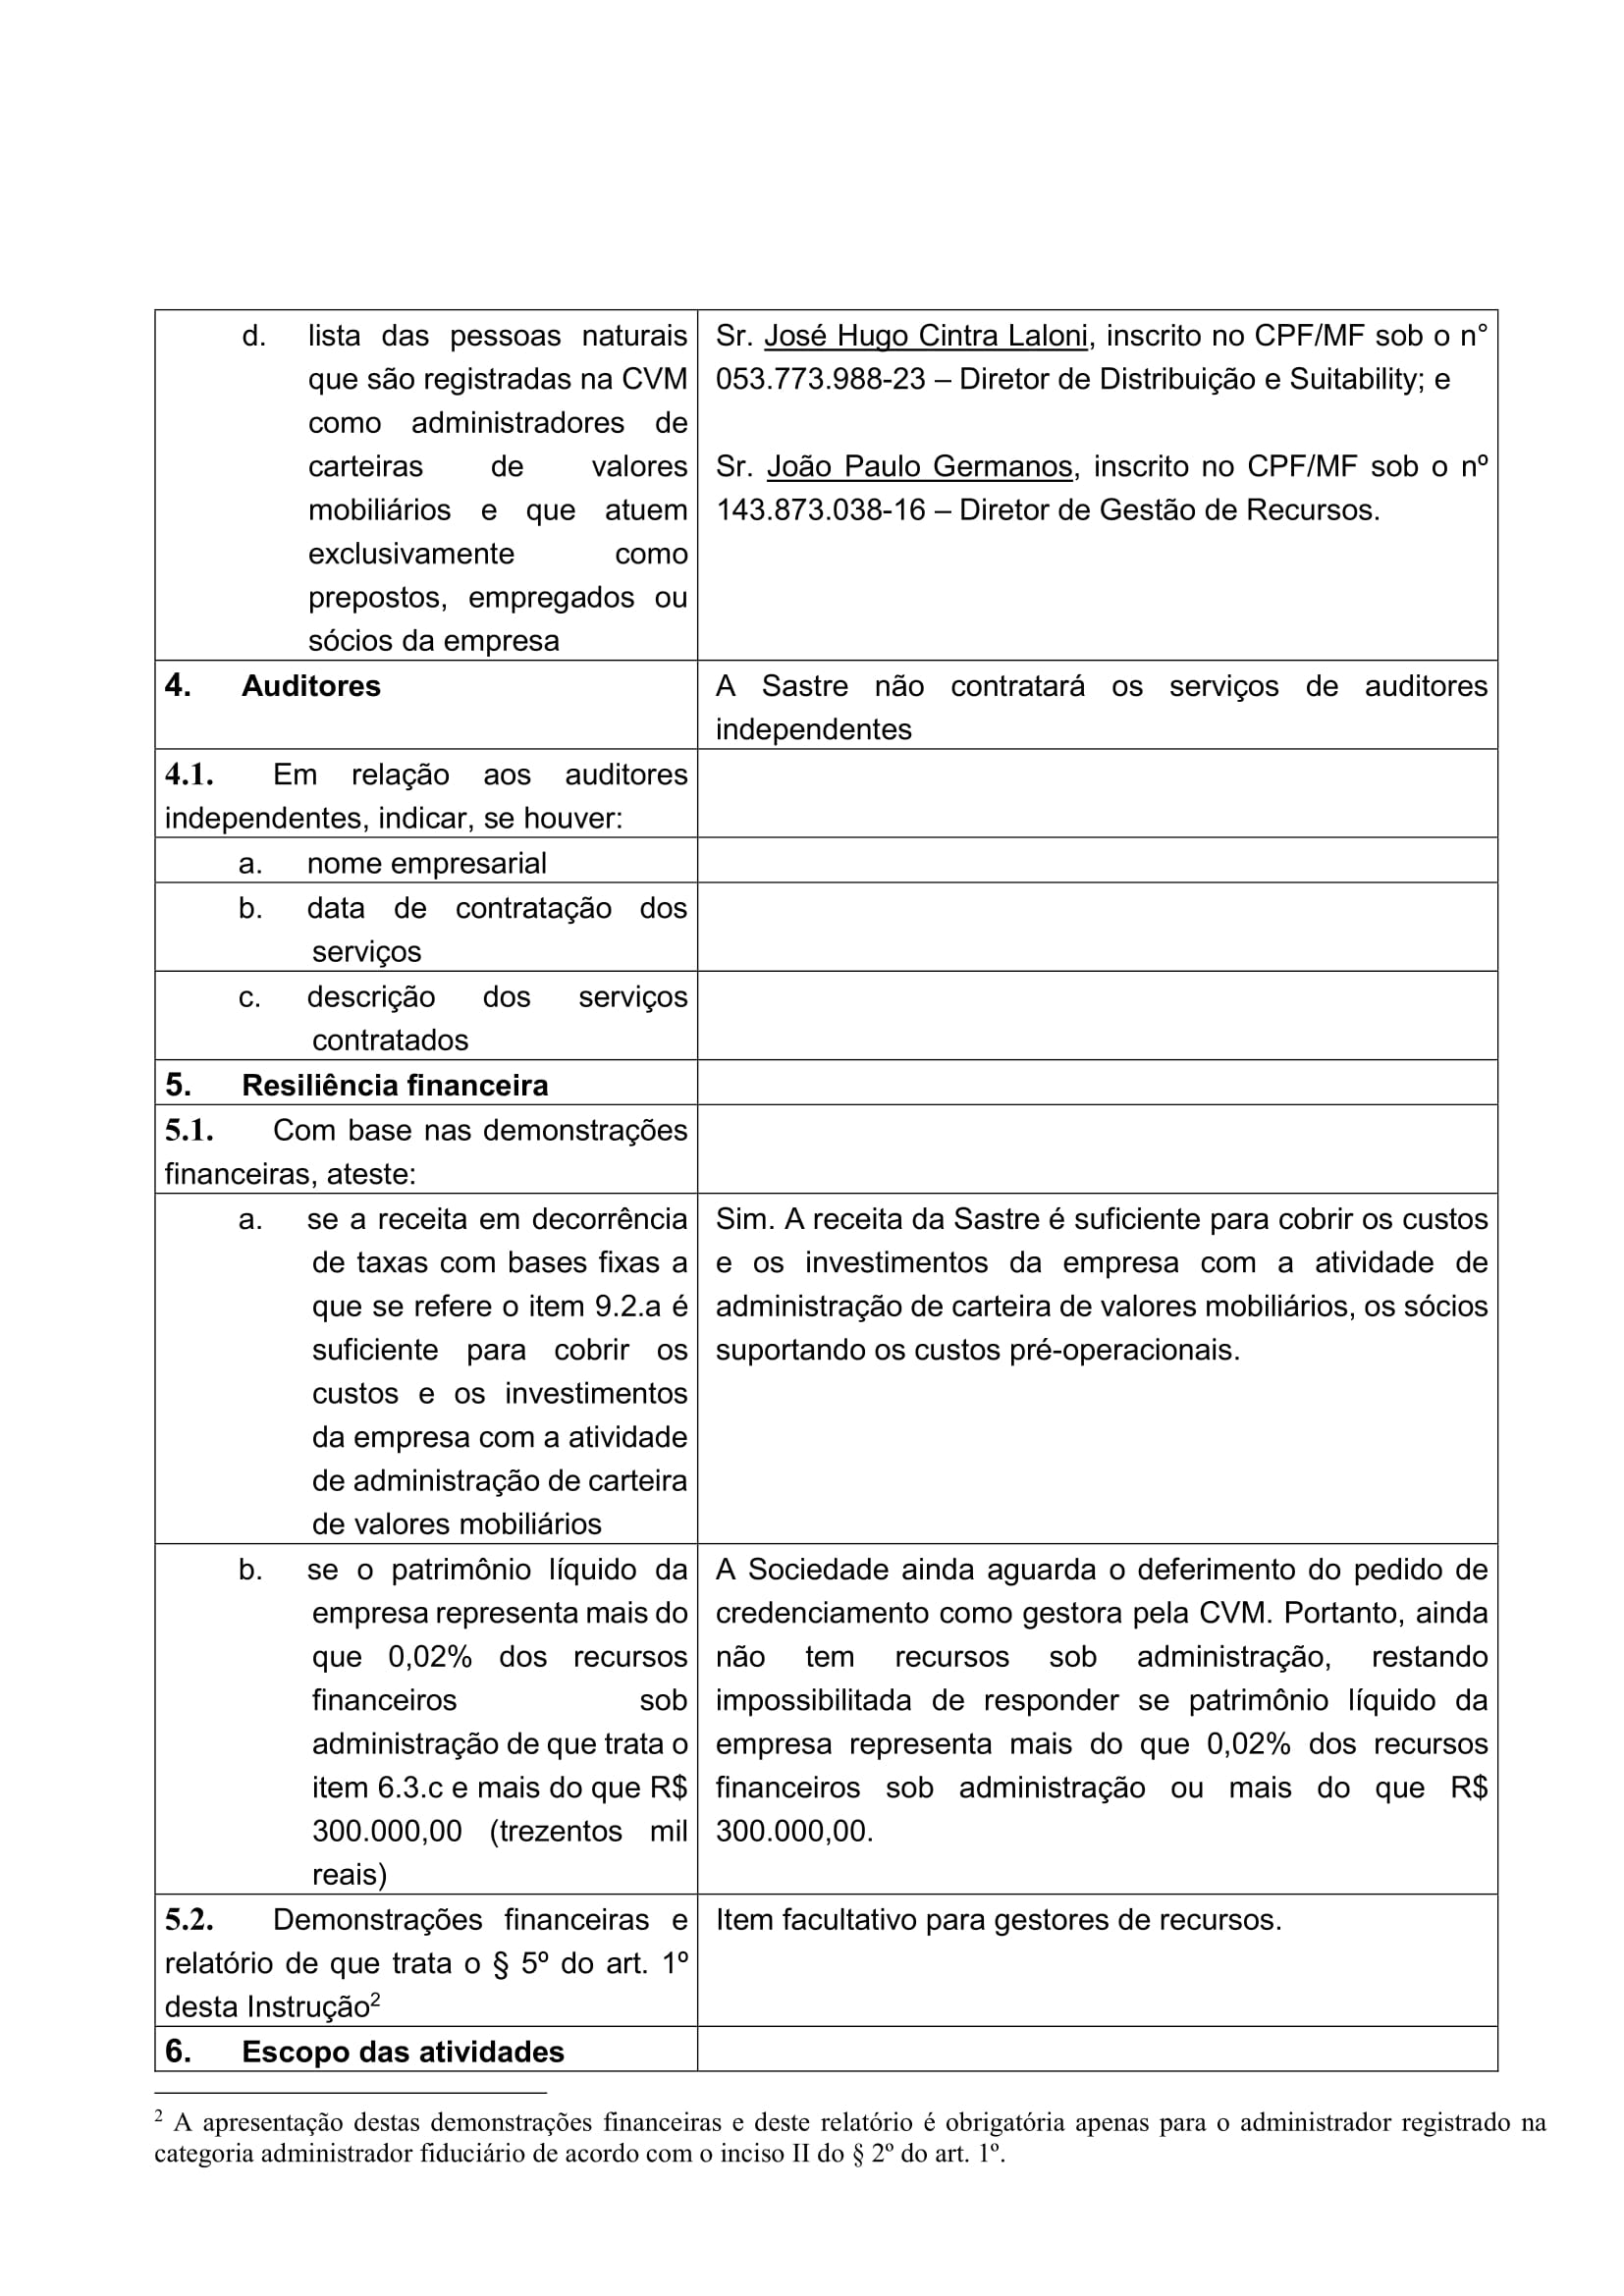 d. lista das pessoas naturais
que são registradas na CVM
como administradores de
carteiras de valores
mobiliários e que atuem
exclusivamente como
prepostos, empregados ou
sócios da empresa
Sr. José Hugo Cintra Laloni, inscrito no CPF/MF sob o n°
053.773.988-23 – Diretor de Distribuição e Suitability; e
Sr. João Paulo Germanos, inscrito no CPF/MF sob o nº
143.873.038-16 – Diretor de Gestão de Recursos.
4. Auditores
A Sastre não contratará os serviços de auditores
independentes
4.1. Em relação aos auditores
independentes, indicar, se houver:
a. nome empresarial
b. data de contratação dos
serviços
c. descrição dos serviços
contratados
5. Resiliência financeira
5.1. Com base nas demonstrações
financeiras, ateste:
a. se a receita em decorrência
de taxas com bases fixas a
que se refere o item 9.2.a é
suficiente para cobrir os
custos e os investimentos
da empresa com a atividade
de administração de carteira
de valores mobiliários
Sim. A receita da Sastre é suficiente para cobrir os custos
e os investimentos da empresa com a atividade de
administração de carteira de valores mobiliários, os sócios
suportando os custos pré-operacionais.
b. se o patrimônio líquido da
empresa representa mais do
que 0,02% dos recursos
financeiros sob
administração de que trata o
item 6.3.c e mais do que R$
300.000,00 (trezentos mil
reais)
A Sociedade ainda aguarda o deferimento do pedido de
credenciamento como gestora pela CVM. Portanto, ainda
não tem recursos sob administração, restando
impossibilitada de responder se patrimônio líquido da
empresa representa mais do que 0,02% dos recursos
financeiros sob administração ou mais do que R$
300.000,00.
5.2. Demonstrações financeiras e
relatório de que trata o § 5º do art. 1º
desta Instrução2
Item facultativo para gestores de recursos.
6. Escopo das atividades
2 A apresentação destas demonstrações financeiras e deste relatório é obrigatória apenas para o administrador registrado na
categoria administrador fiduciário de acordo com o inciso II do § 2º do art. 1º.